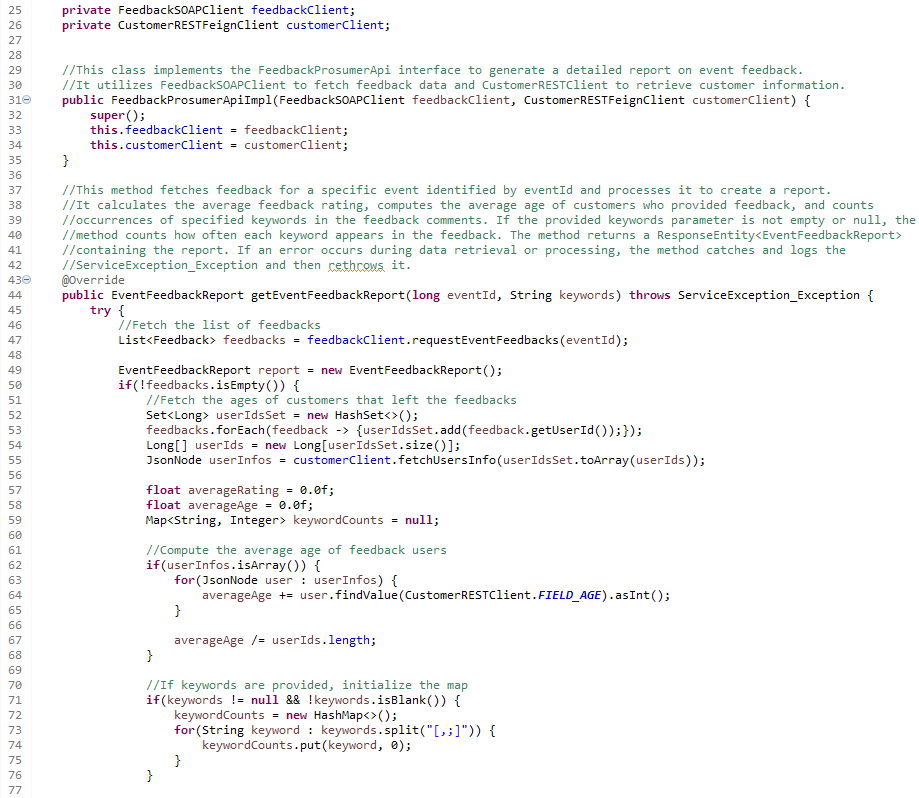 25 private FeedbackSOAPClient feedbackClient;
26 private CustomerRESTFeignClient customerClient;
27
28
29 //This class implements the FeedbackProsumerApi interface to generate a detailed report on event feedback.
30 //It utilizes FeedbackSOAPClient to fetch feedback data and CustomerRESTClient to retrieve customer information.
31 public FeedbackProsumerApiImpl(FeedbackSOAPClient feedbackClient, CustomerRESTFeignClient customerClient) {
32 super();
33 this.feedbackClient = feedbackClient;
34 this.customerClient = customerClient;
35 }
36
37 //This method fetches feedback for a specific event identified by eventId and processes it to create a report.
38 //It calculates the average feedback rating, computes the average age of customers who provided feedback, and counts
39 //occurrences of specified keywords in the feedback comments. If the provided keywords parameter is not empty or null, the
40 //method counts how often each keyword appears in the feedback. The method returns a ResponseEntity<EventFeedbackReport>
41 //containing the report. If an error occurs during data retrieval or processing, the method catches and logs the
42 //ServiceException_Exception and then rethrows it.
43 @Override
44 public EventFeedbackReport getEventFeedbackReport(long eventId, String keywords) throws ServiceException_Exception {
45 try {
46 //Fetch the list of feedbacks
47 List<Feedback> feedbacks = feedbackClient.requestEventFeedbacks(eventId);
48
49 EventFeedbackReport report = new EventFeedbackReport();
50 if(!feedbacks.isEmpty()) {
51 //Fetch the ages of customers that left the feedbacks
52 Set<Long> userIdsSet = new HashSet<>();
53 feedbacks.forEach(feedback -> {userIdsSet.add(feedback.getUserId());});
54 Long[] userIds = new Long[userIdsSet.size()];
55 JsonNode userInfos = customerClient.fetchUsersInfo(userIdsSet.toArray(userIds));
56
57 float averageRating = 0.0f;
58 float averageAge = 0.0f;
59 Map<String, Integer> keywordCounts = null;
60
61 //Compute the average age of feedback users
62 if(userInfos.isArray()) {
63 for(JsonNode user : userInfos) {
64 averageAge += user.findValue(CustomerRESTClient.FIELD_AGE).asInt();
65 }
66
67 averageAge /= userIds.length;
68 }
69
70 //If keywords are provided, initialize the map
71 if(keywords != null && !keywords.isBlank()) {
72 keywordCounts = new HashMap<>();
73 for(String keyword : keywords.split("[,;]")) {
74 keywordCounts.put(keyword, 0);
75 }
76 }
77